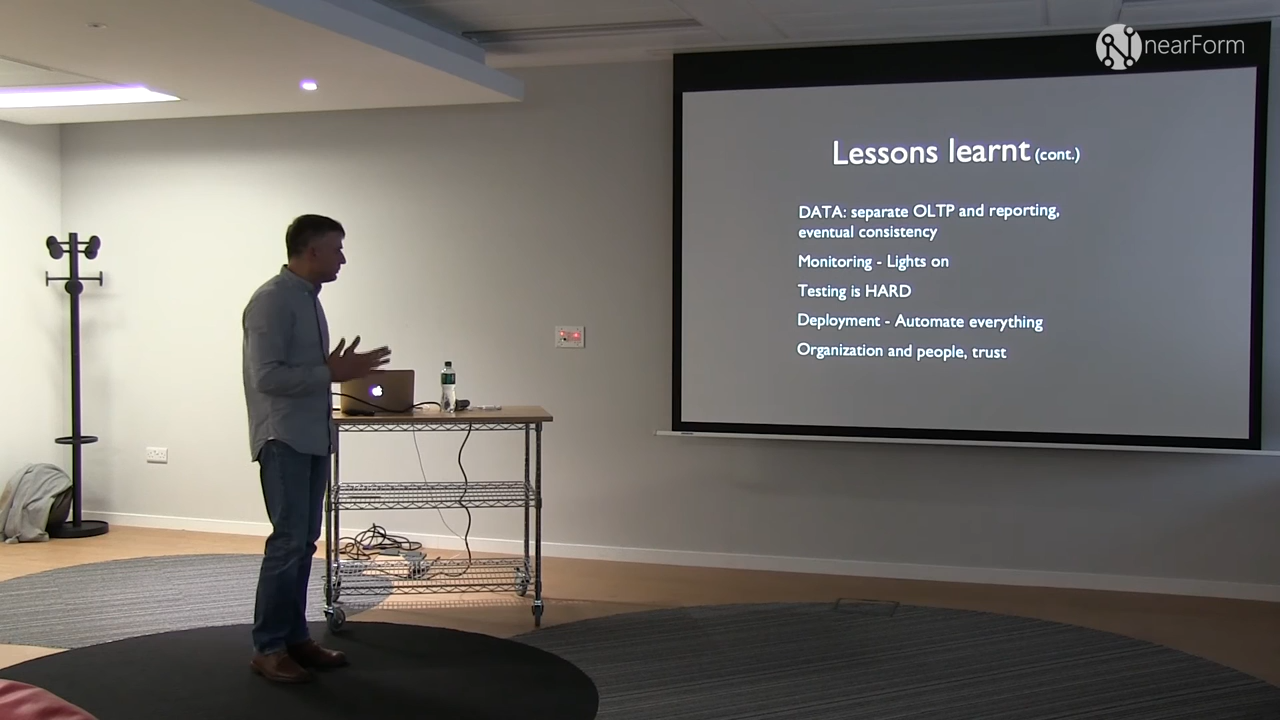 nearForm
Lessons learnt (cont.)
DATA: separate OLTP and reporting,
eventual consistency
Monitoring - Lights on
Testing is HARD
Deployment - Automate everything
Organization and people, trust